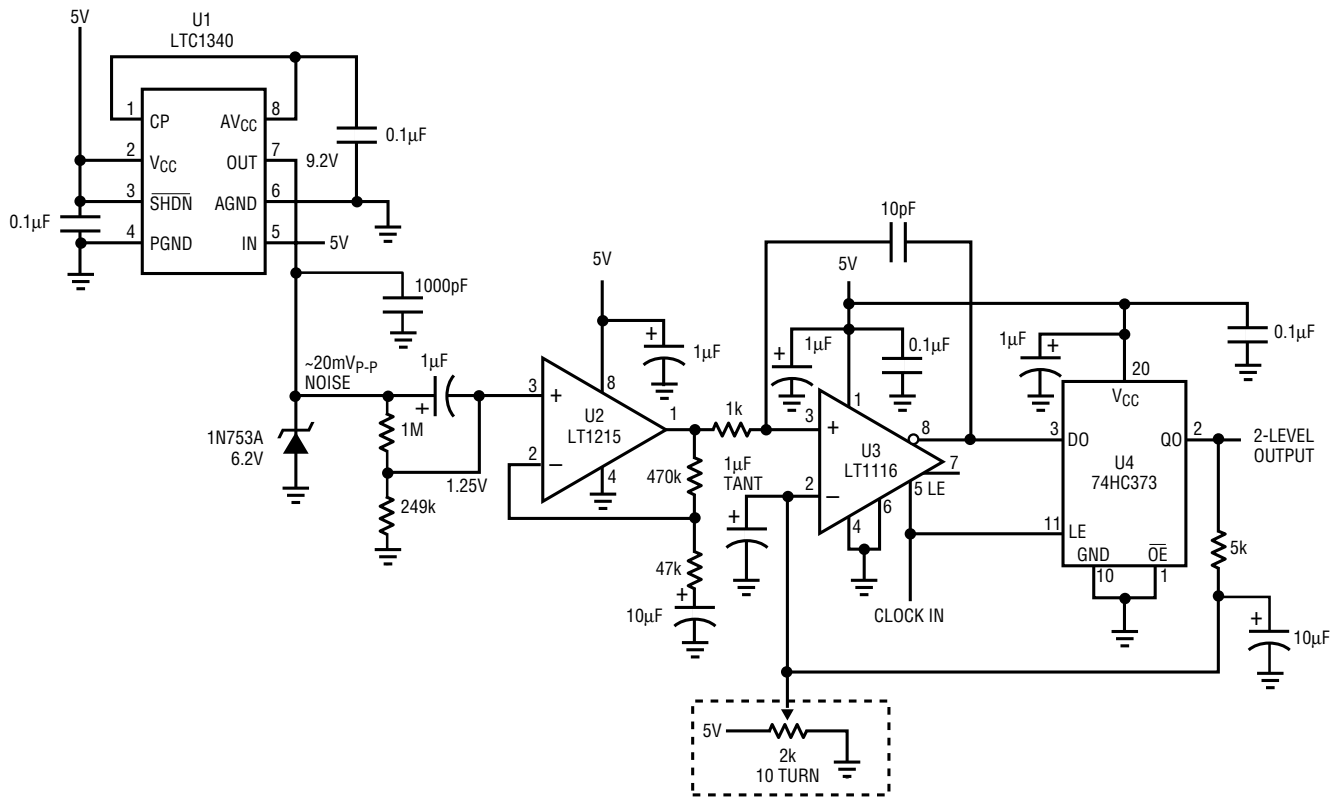 5V
U1
LTC1340
1
CP
8
AVCC
0.1µF
2
VCC
7
OUT
9.2V
3
SHDN
6
AGND
0.1µF
4
PGND
5
IN
5V
1000pF
~20mVP-P
NOISE
1µF
+
1N753A
6.2V
1M
1.25V
249k
5V
+
1µF
3
+
8
U2
LT1215
1
2
–
4
470k
47k
+
10µF
1k
10pF
5V
+
1µF
0.1µF
1
3
+
8
U3
LT1116
7
5 LE
2
–
4
6
1µF
TANT
+
CLOCK IN
1µF
+
0.1µF
20
VCC
3
DO
QO
2
2-LEVEL
OUTPUT
U4
74HC373
11
LE
GND
OE
10
1
5k
+
10µF
5V
2k
10 TURN